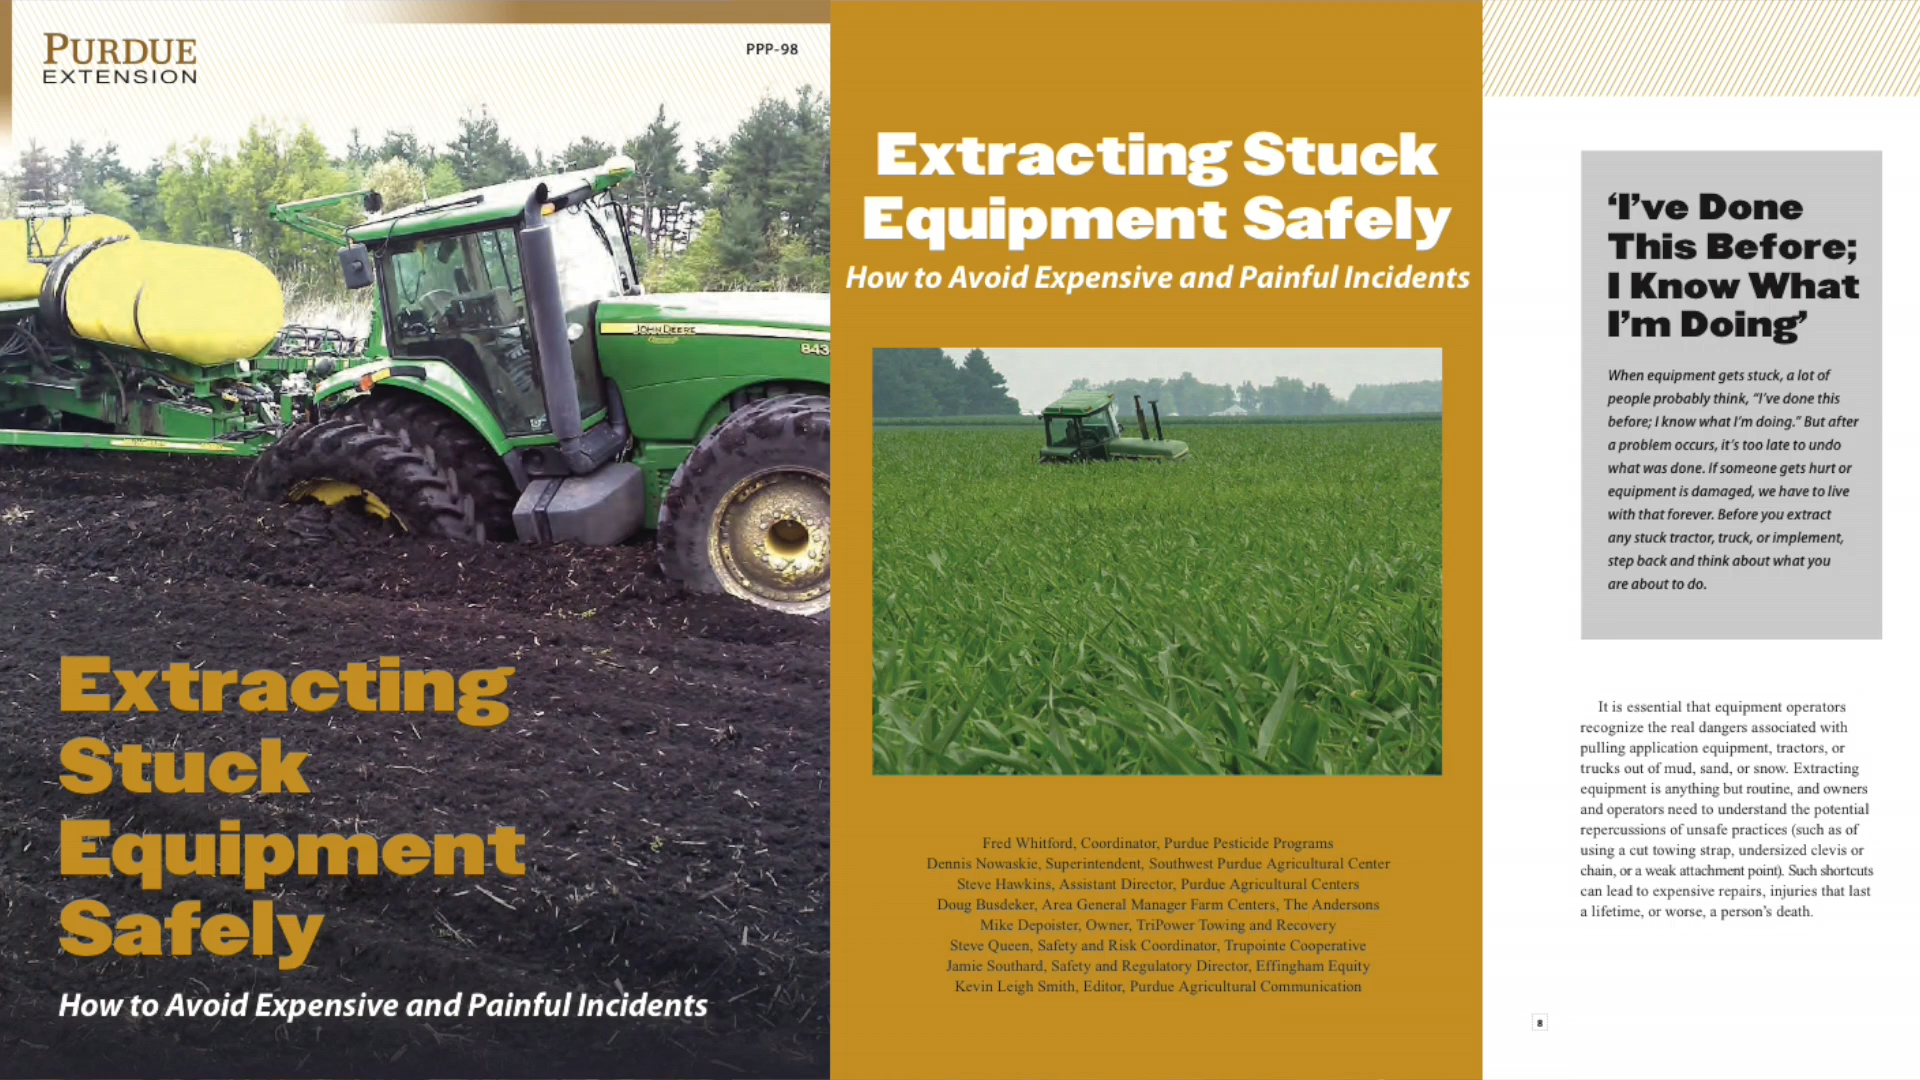 PURDUE
EXTENSION
PPP-98
JOHN DEERE
843
Extracting
Stuck
Equipment
Safely
How to Avoid Expensive and Painful Incidents
Extracting Stuck
Equipment Safely
How to Avoid Expensive and Painful Incidents
Fred Whitford, Coordinator, Purdue Pesticide Programs
Dennis Nowaskie, Superintendent, Southwest Purdue Agricultural Center
Steve Hawkins, Assistant Director, Purdue Agricultural Centers
Doug Busdeker, Area General Manager Farm Centers, The Andersons
Mike Depoister, Owner, TriPower Towing and Recovery
Steve Queen, Safety and Risk Coordinator, Trupointe Cooperative
Jamie Southard, Safety and Regulatory Director, Effingham Equity
Kevin Leigh Smith, Editor, Purdue Agricultural Communication
‘I’ve Done
This Before;
I Know What
I’m Doing’
When equipment gets stuck, a lot of
people probably think, “I’ve done this
before; I know what I’m doing.” But after
a problem occurs, it’s too late to undo
what was done. If someone gets hurt or
equipment is damaged, we have to live
with that forever. Before you extract
any stuck tractor, truck, or implement,
step back and think about what you
are about to do.
It is essential that equipment operators
recognize the real dangers associated with
pulling application equipment, tractors, or
trucks out of mud, sand, or snow. Extracting
equipment is anything but routine, and owners
and operators need to understand the potential
repercussions of unsafe practices (such as of
using a cut towing strap, undersized clevis or
chain, or a weak attachment point). Such shortcuts
can lead to expensive repairs, injuries that last
a lifetime, or worse, a person’s death.
8